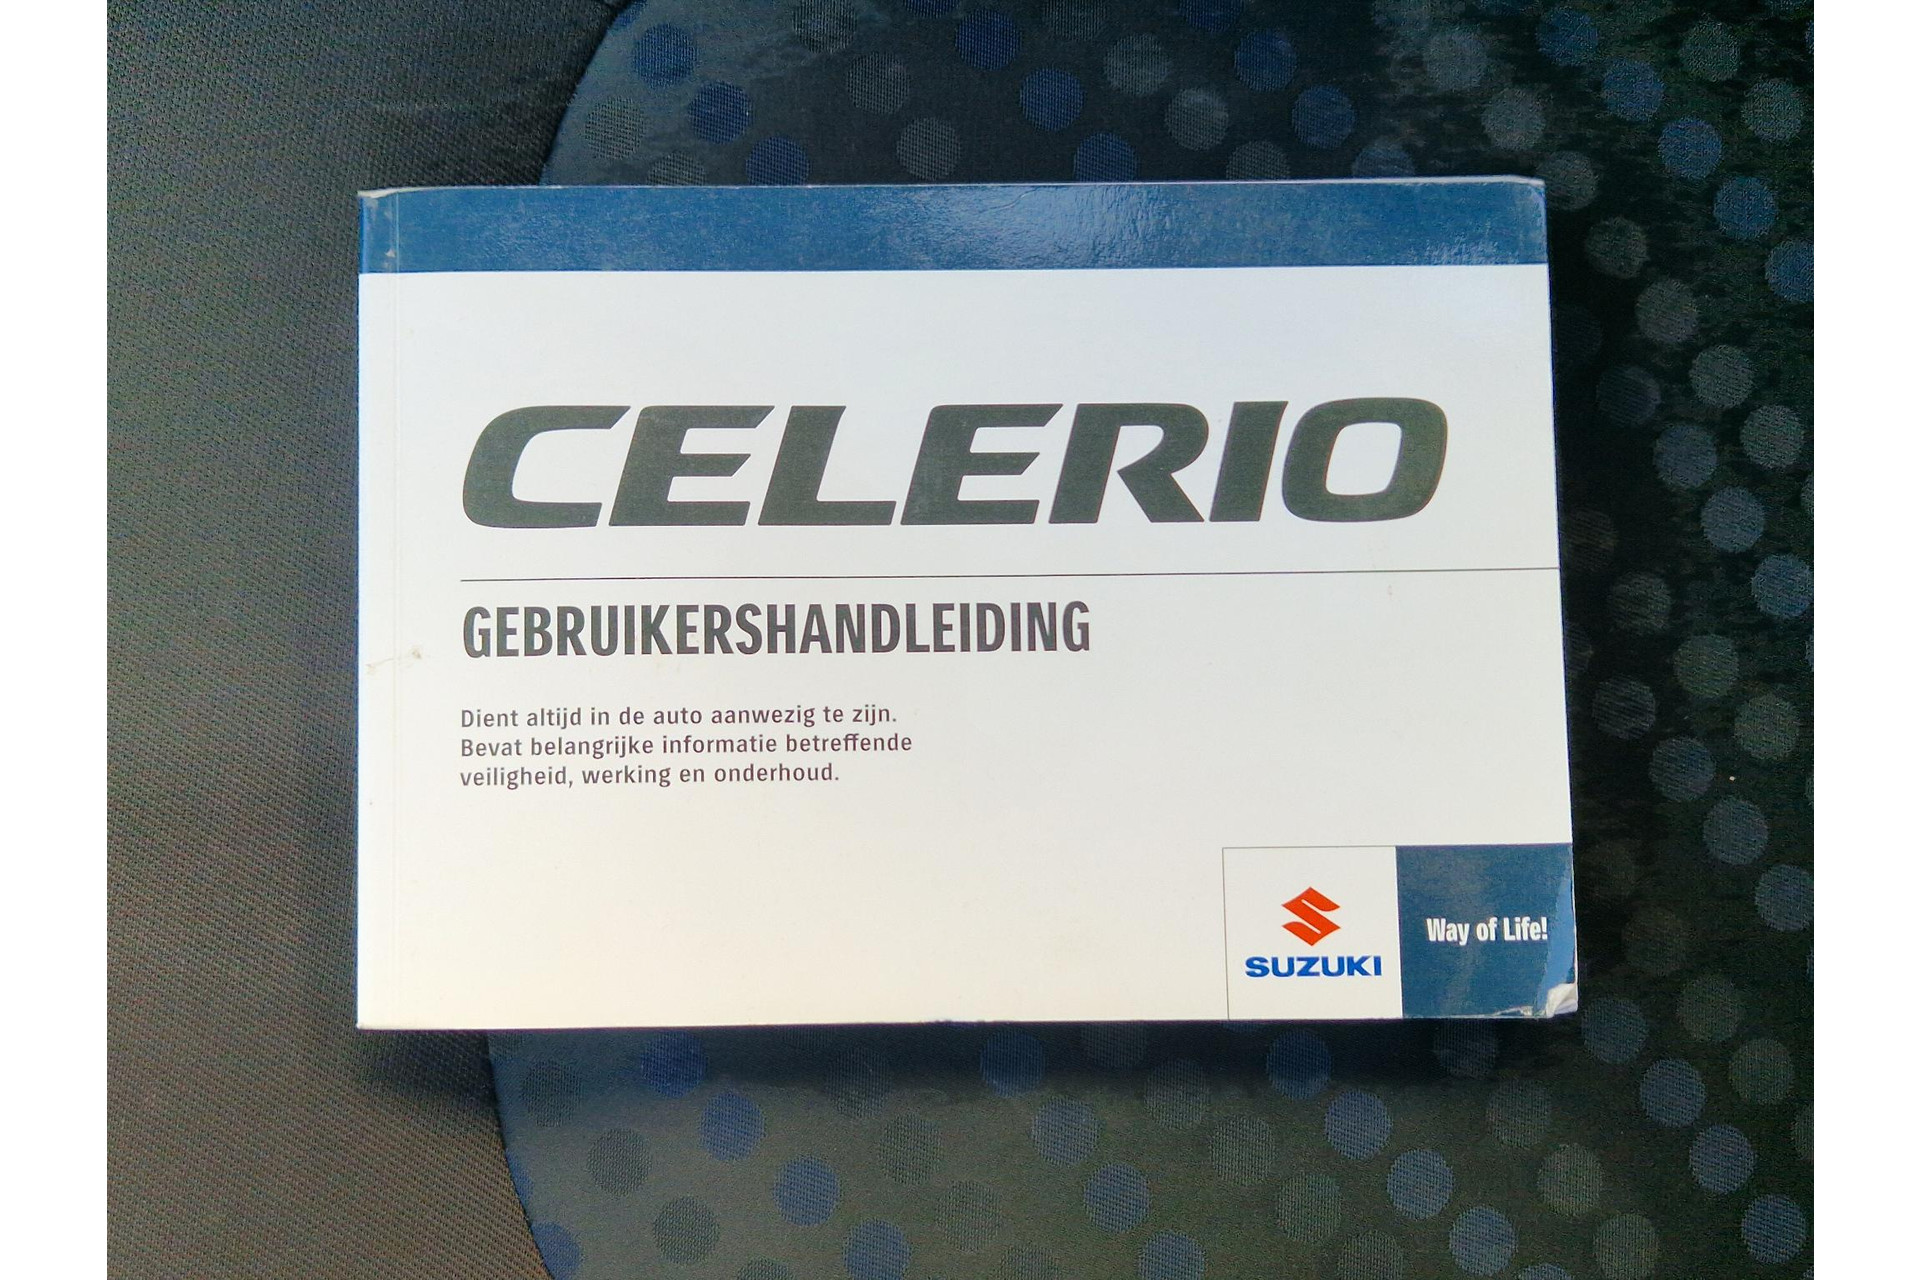 CELERIO
GEBRUIKERSHANDLEIDING
Dient altijd in de auto aanwezig te zijn.
Bevat belangrijke informatie betreffende
veiligheid, werking en onderhoud.
Way of Life!
SUZUKI